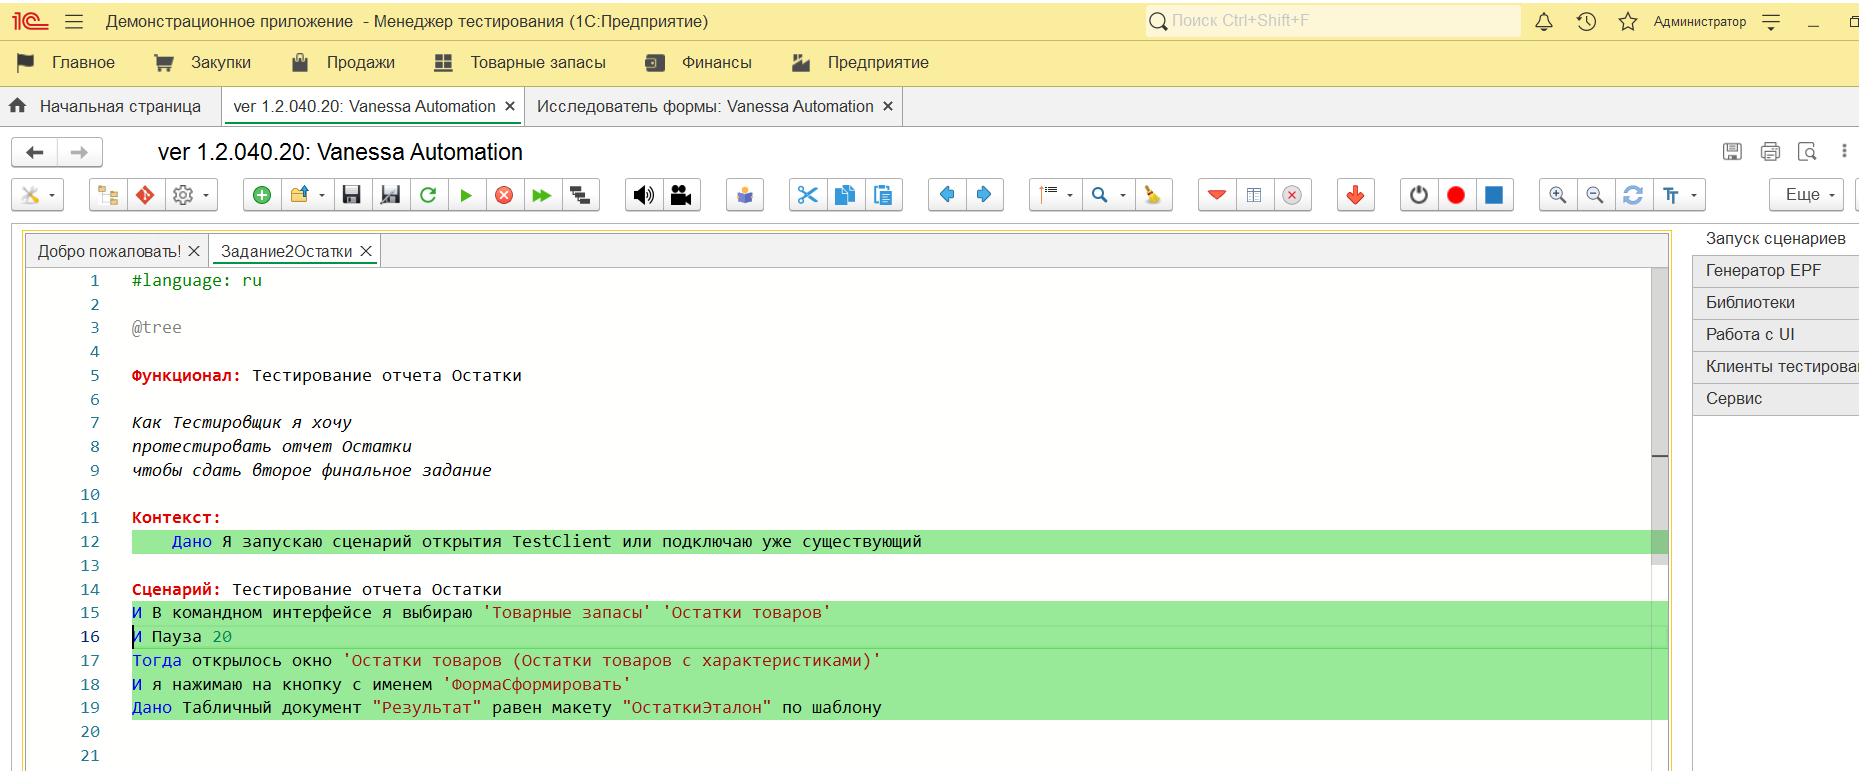 1С Демонстрационное приложение - Менеджер тестирования (1С:Предприятие) Поиск Ctrl+Shift+F Администратор
Главное Закупки Продажи Товарные запасы Финансы Предприятие
Начальная страница ver 1.2.040.20: Vanessa Automation Исследователь формы: Vanessa Automation
ver 1.2.040.20: Vanessa Automation
Еще
Добро пожаловать! Задание2Остатки
1 #language: ru
2
3 @tree
4
5 Функционал: Тестирование отчета Остатки
6
7 Как Тестировщик я хочу
8 протестировать отчет Остатки
9 чтобы сдать второе финальное задание
10
11 Контекст:
12 Дано Я запускаю сценарий открытия TestClient или подключаю уже существующий
13
14 Сценарий: Тестирование отчета Остатки
15 И В командном интерфейсе я выбираю 'Товарные запасы' 'Остатки товаров'
16 И Пауза 20
17 Тогда открылось окно 'Остатки товаров (Остатки товаров с характеристиками)'
18 И я нажимаю на кнопку с именем 'ФормаСформировать'
19 Дано Табличный документ "Результат" равен макету "ОстаткиЭталон" по шаблону
20
21
Запуск сценариев
Генератор EPF
Библиотеки
Работа с UI
Клиенты тестирова
Сервис